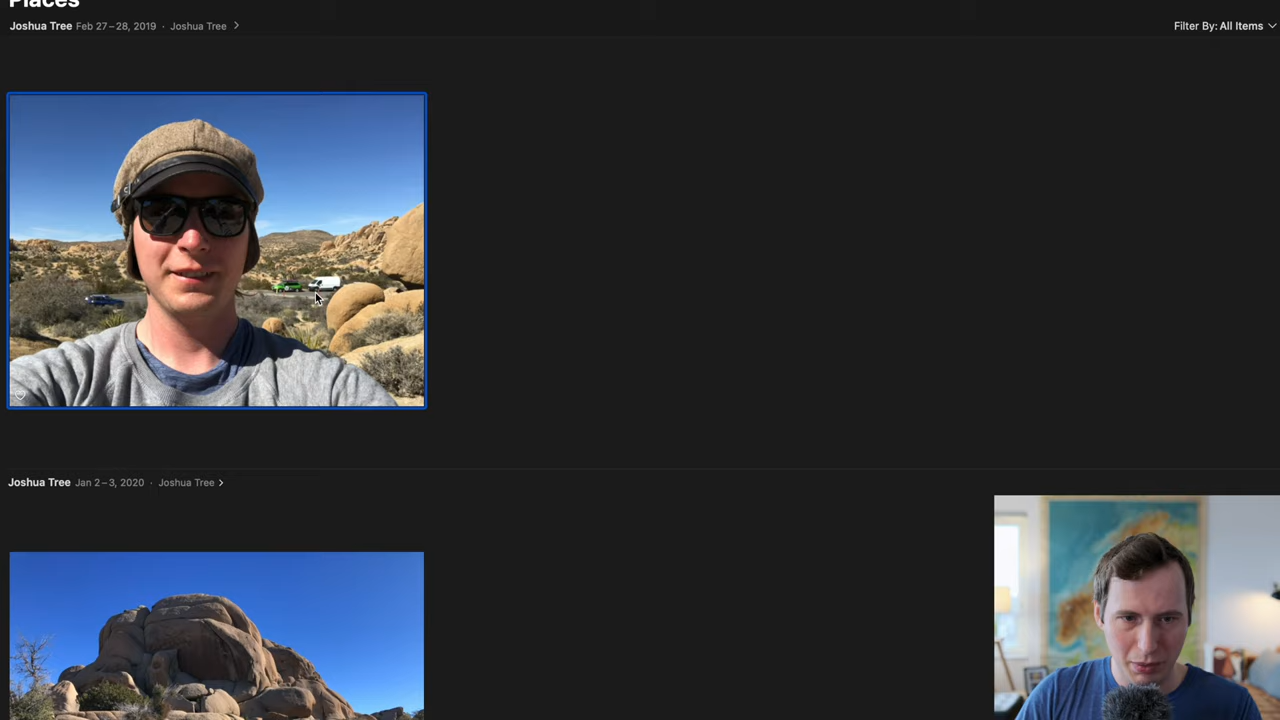 Places
Joshua Tree Feb 27–28, 2019 · Joshua Tree >
Filter By: All Items
Joshua Tree Jan 2–3, 2020 · Joshua Tree >